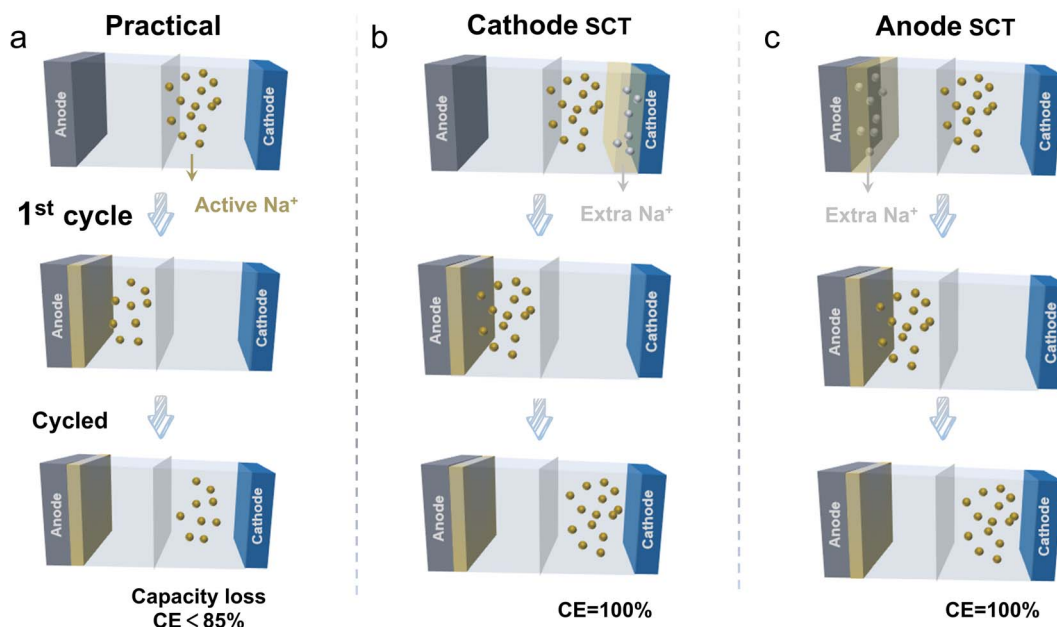 a
Practical
b
Cathode SCT
c
Anode SCT
Anode
Cathode
Anode
Cathode
Anode
Cathode
Active Na⁺
Extra Na⁺
Extra Na⁺
1st cycle
Anode
Cathode
Anode
Cathode
Anode
Cathode
Cycled
Anode
Cathode
Anode
Cathode
Anode
Cathode
Capacity loss
CE < 85%
CE=100%
CE=100%